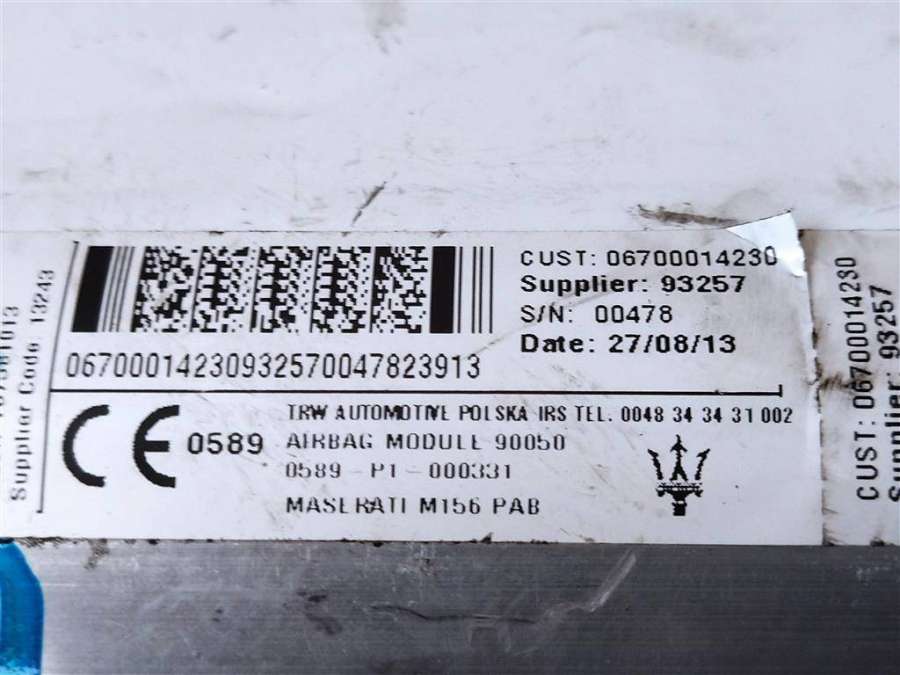 Supplier Code 13243
CUST: 06700014230
Supplier: 93257
S/N: 00478
Date: 27/08/13
06700014230932570047823913
CE 0589
TRW AUTOMOTIVE POLSKA IRS TEL. 0048 34 34 31 002
AIRBAG MODULE 90050
0589 - P1 - 000331
MASERATI M156 PAB
CUST: 06700014230
Supplier: 93257